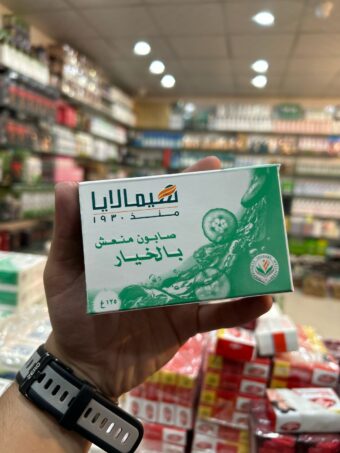 هيمالايا
منذ ١٩٣٠
صابون منعش
بالخيار
١٢٥ غ